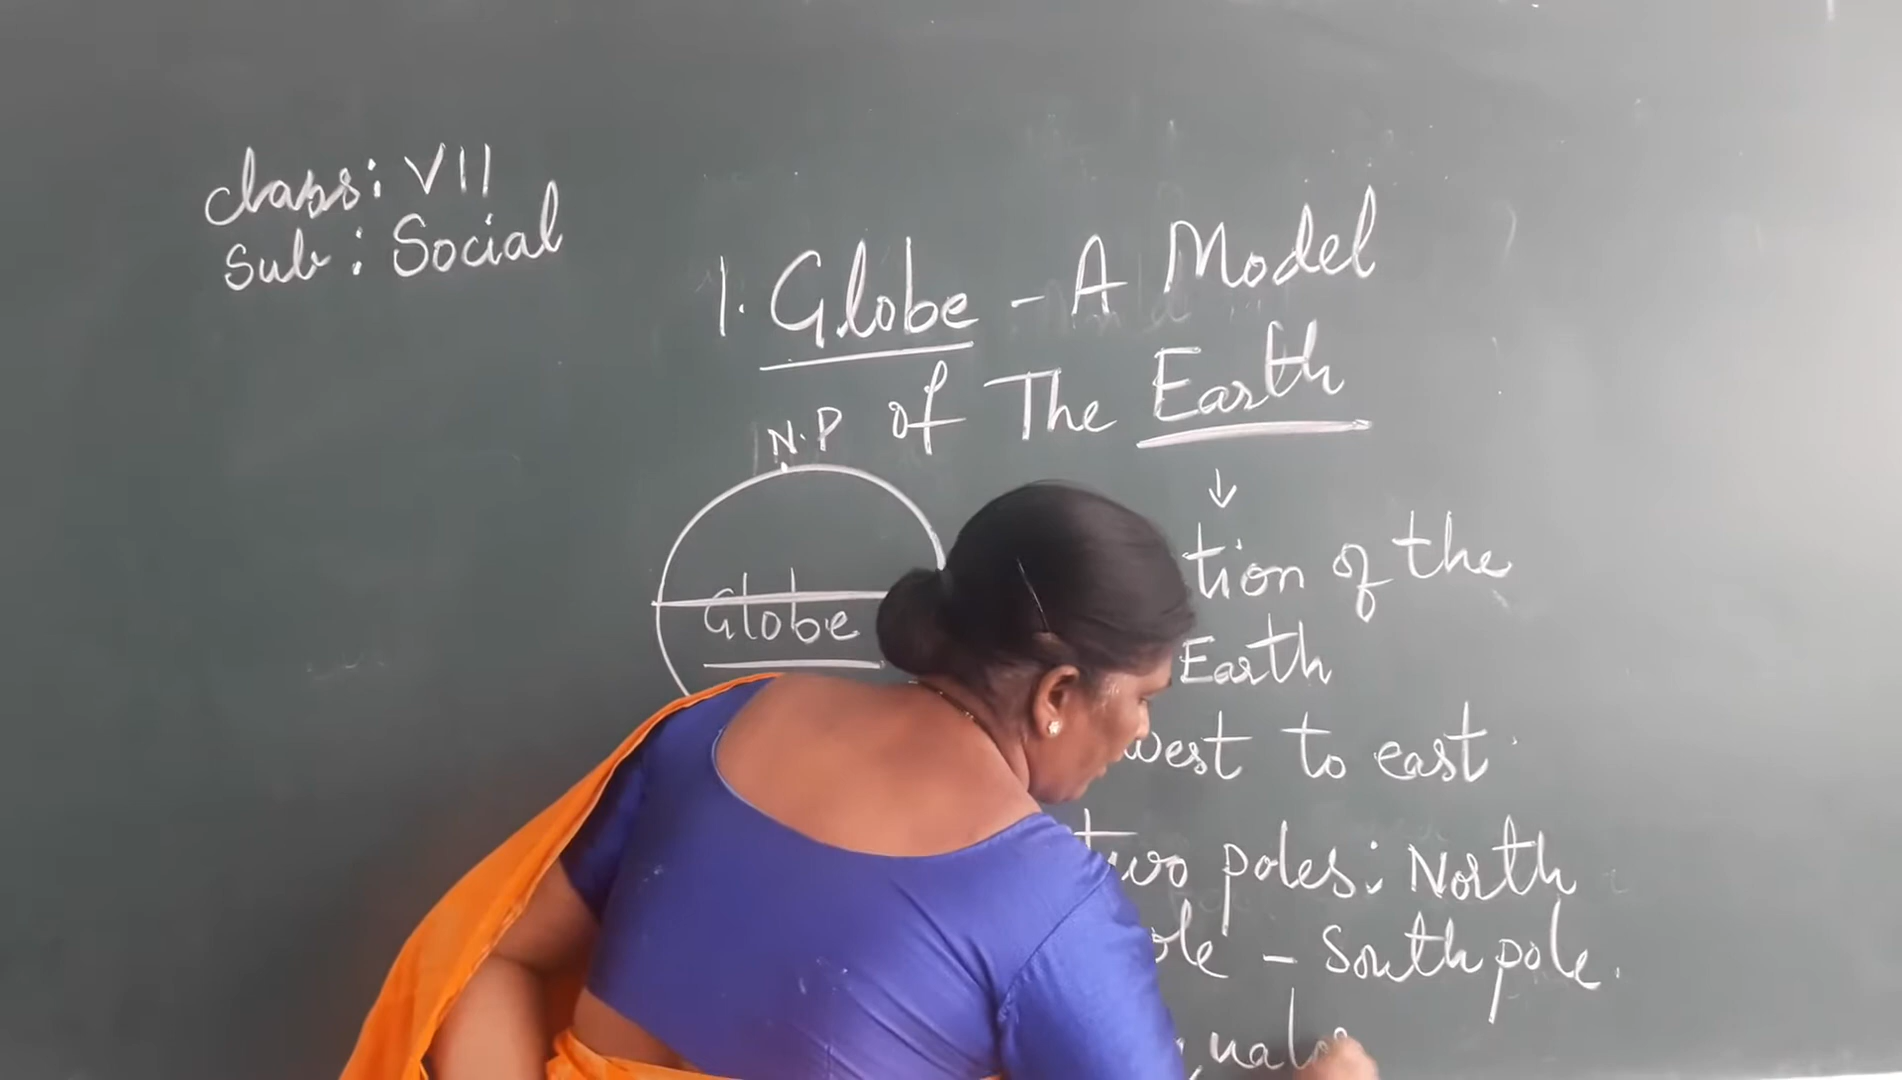 class: VII
Sub: Social
1. Globe - A Model
of The Earth
N.P
↓
tion of the
Globe
Earth
west to east.
two poles: North
ole - South pole.